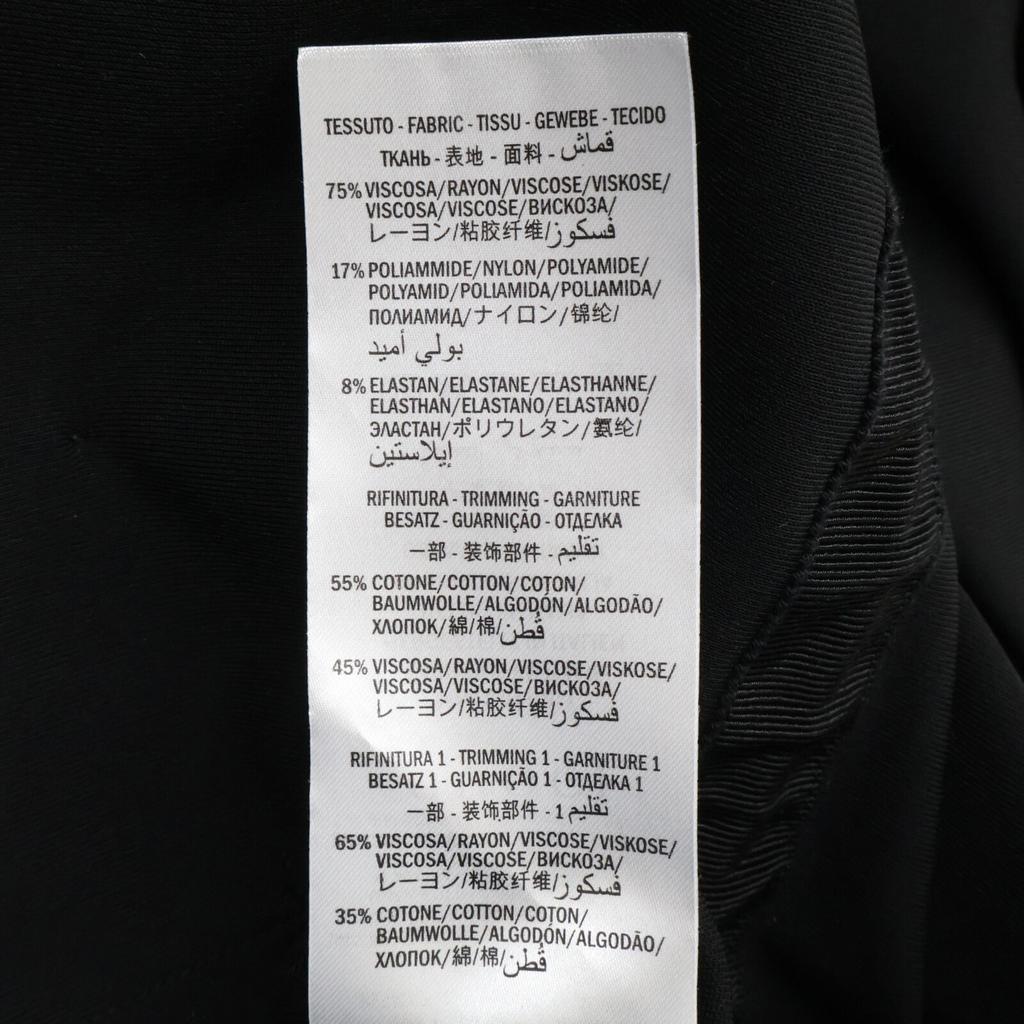 TESSUTO - FABRIC - TISSU - GEWEBE - TECIDO
ТКАНЬ - 表地 - 面料 - قماش
75% VISCOSA/RAYON/VISCOSE/VISKOSE/
VISCOSA/VISCOSE/ВИСКОЗА/
レーヨン/粘胶纤维/فسكوز
17% POLIAMMIDE/NYLON/POLYAMIDE/
POLYAMID/POLIAMIDA/POLIAMIDA/
ПОЛИАМИД/ナイロン/锦纶/
بولي أميد
8% ELASTAN/ELASTANE/ELASTHANNE/
ELASTHAN/ELASTANO/ELASTANO/
ЭЛАСТАН/ポリウレタン/氨纶/
إيلاستين
RIFINITURA - TRIMMING - GARNITURE
BESATZ - GUARNIÇÃO - ОТДЕЛКА
一部 - 装饰部件 - تقليم
55% COTONE/COTTON/COTON/
BAUMWOLLE/ALGODÓN/ALGODÃO/
ХЛОПОК/綿/棉/قُطن
45% VISCOSA/RAYON/VISCOSE/VISKOSE/
VISCOSA/VISCOSE/ВИСКОЗА/
レーヨン/粘胶纤维/فسكوز
RIFINITURA 1 - TRIMMING 1 - GARNITURE 1
BESATZ 1 - GUARNIÇÃO 1 - ОТДЕЛКА 1
一部 - 装饰部件 - 1 تقليم
65% VISCOSA/RAYON/VISCOSE/VISKOSE/
VISCOSA/VISCOSE/ВИСКОЗА/
レーヨン/粘胶纤维/فسكوز
35% COTONE/COTTON/COTON/
BAUMWOLLE/ALGODÓN/ALGODÃO/
ХЛОПОК/綿/棉/قُطن